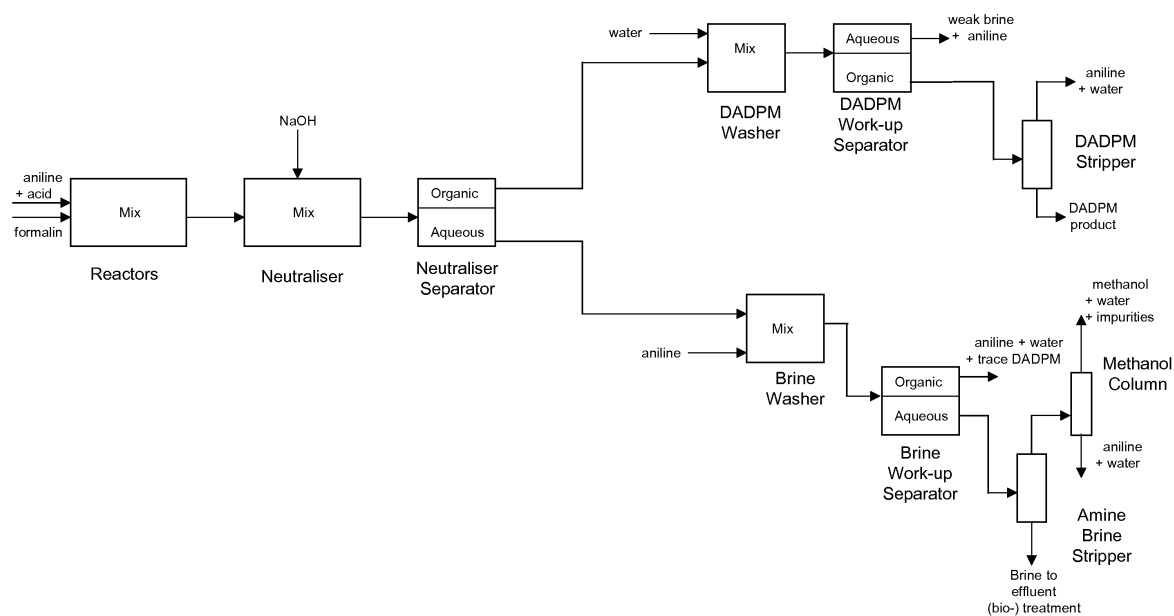 water
Mix
DADPM
Washer
Aqueous
Organic
DADPM
Work-up
Separator
weak brine
+ aniline
aniline
+ water
DADPM
Stripper
DADPM
product
NaOH
aniline
+ acid
formalin
Mix
Reactors
Mix
Neutraliser
Organic
Aqueous
Neutraliser
Separator
aniline
Mix
Brine
Washer
aniline + water
+ trace DADPM
Organic
Aqueous
Brine
Work-up
Separator
methanol
+ water
+ impurities
Methanol
Column
aniline
+ water
Amine
Brine
Stripper
Brine to
effluent
(bio-) treatment